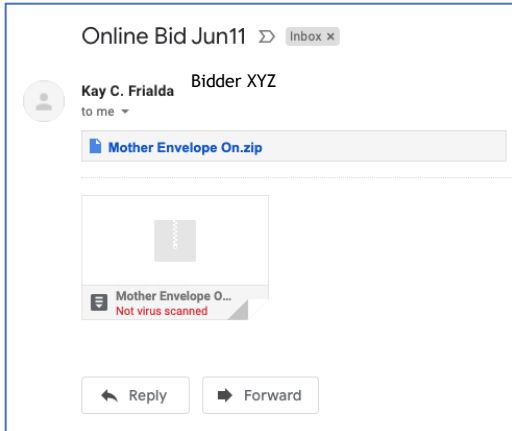 Online Bid Jun11 Inbox ×
Kay C. Frialda Bidder XYZ
to me
Mother Envelope On.zip
Mother Envelope O...
Not virus scanned
Reply Forward